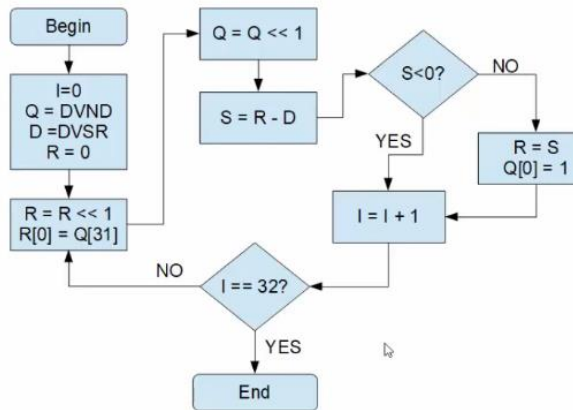 Begin
I=0
Q = DVND
D =DVSR
R = 0
R = R << 1
R[0] = Q[31]
Q = Q << 1
S = R - D
S<0?
NO
YES
R = S
Q[0] = 1
I = I + 1
I == 32?
NO
YES
End